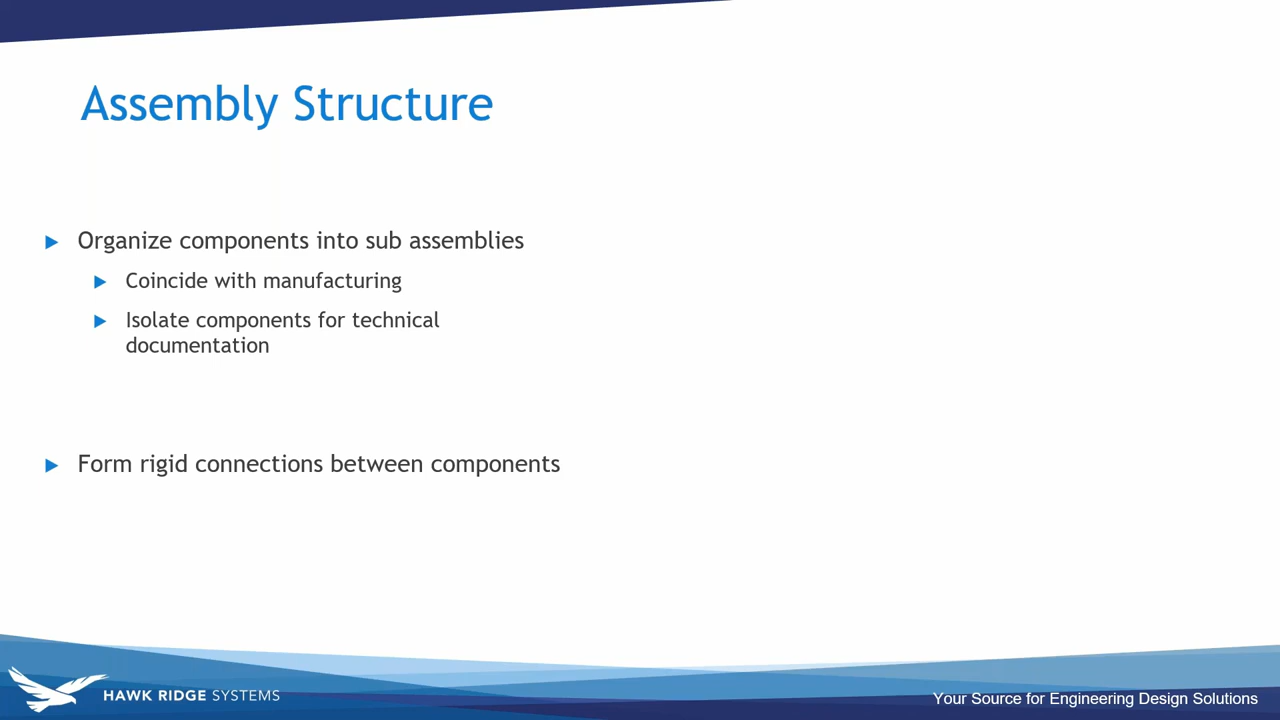 Assembly Structure
Organize components into sub assemblies
Coincide with manufacturing
Isolate components for technical
documentation
Form rigid connections between components
HAWK RIDGE SYSTEMS
Your Source for Engineering Design Solutions